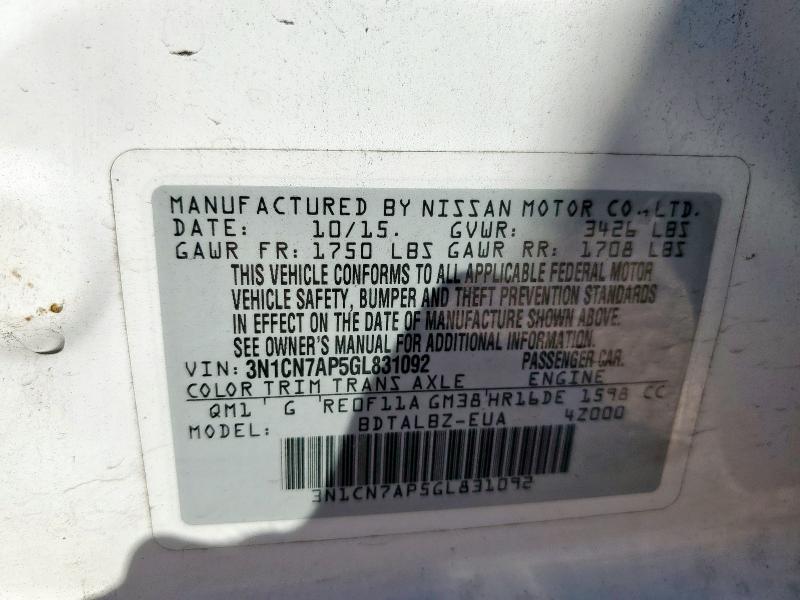 MANUFACTURED BY NISSAN MOTOR CO., LTD.
DATE: 10/15. GVWR: 3426 LBS
GAWR FR: 1750 LBS GAWR RR: 1708 LBS
THIS VEHICLE CONFORMS TO ALL APPLICABLE FEDERAL MOTOR
VEHICLE SAFETY, BUMPER AND THEFT PREVENTION STANDARDS
IN EFFECT ON THE DATE OF MANUFACTURE SHOWN ABOVE.
SEE OWNER'S MANUAL FOR ADDITIONAL INFORMATION.
VIN: 3N1CN7AP5GL831092 PASSENGER CAR.
COLOR TRIM TRANS AXLE ENGINE
QM1 G RE0F11A GM38 HR16DE 1598 CC
MODEL: BDTALBZ-EUA 4Z000
3N1CN7AP5GL831092